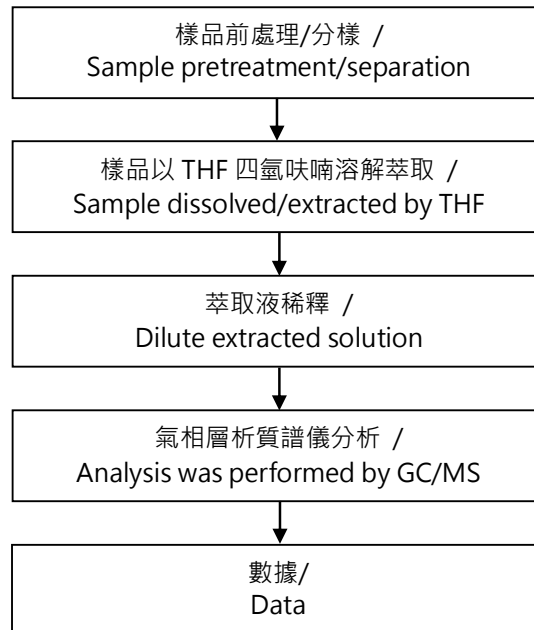 樣品前處理/分樣 /
Sample pretreatment/separation
樣品以 THF 四氫呋喃溶解萃取 /
Sample dissolved/extracted by THF
萃取液稀釋 /
Dilute extracted solution
氣相層析質譜儀分析 /
Analysis was performed by GC/MS
數據/
Data